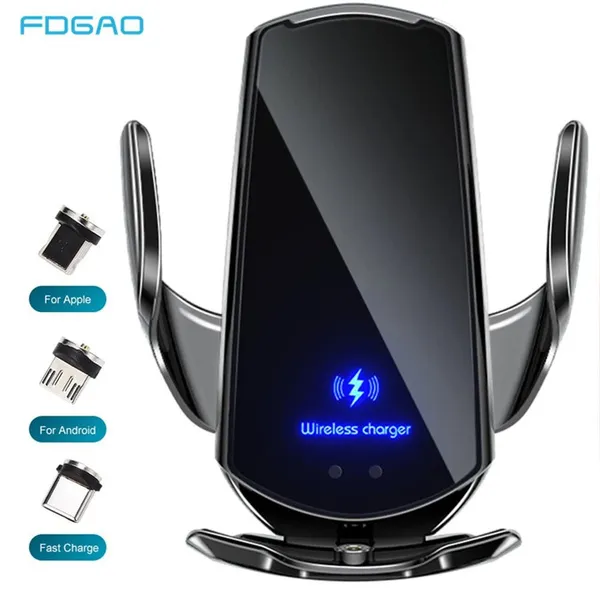 FDGAO
For Apple
For Android
Fast Charge
Wireless charger